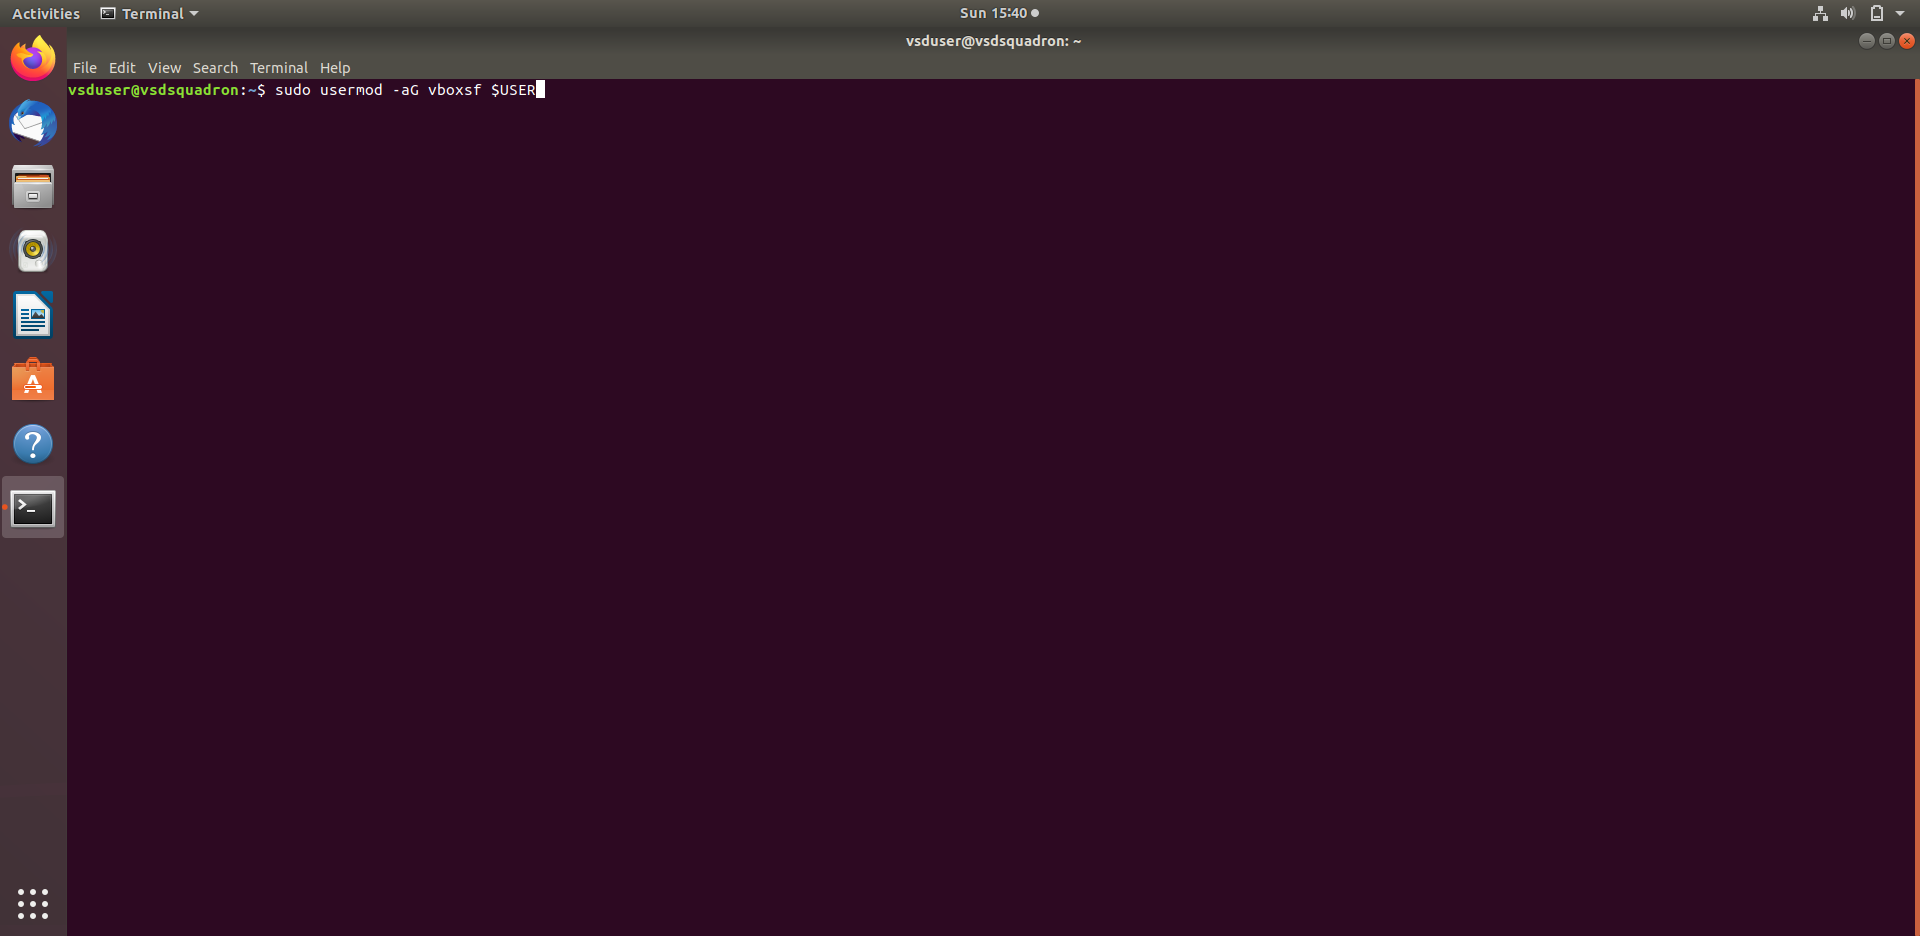 Activities Terminal Sun 15:40
vsduser@vsdsquadron: ~
File Edit View Search Terminal Help
vsduser@vsdsquadron:~$ sudo usermod -aG vboxsf $USER